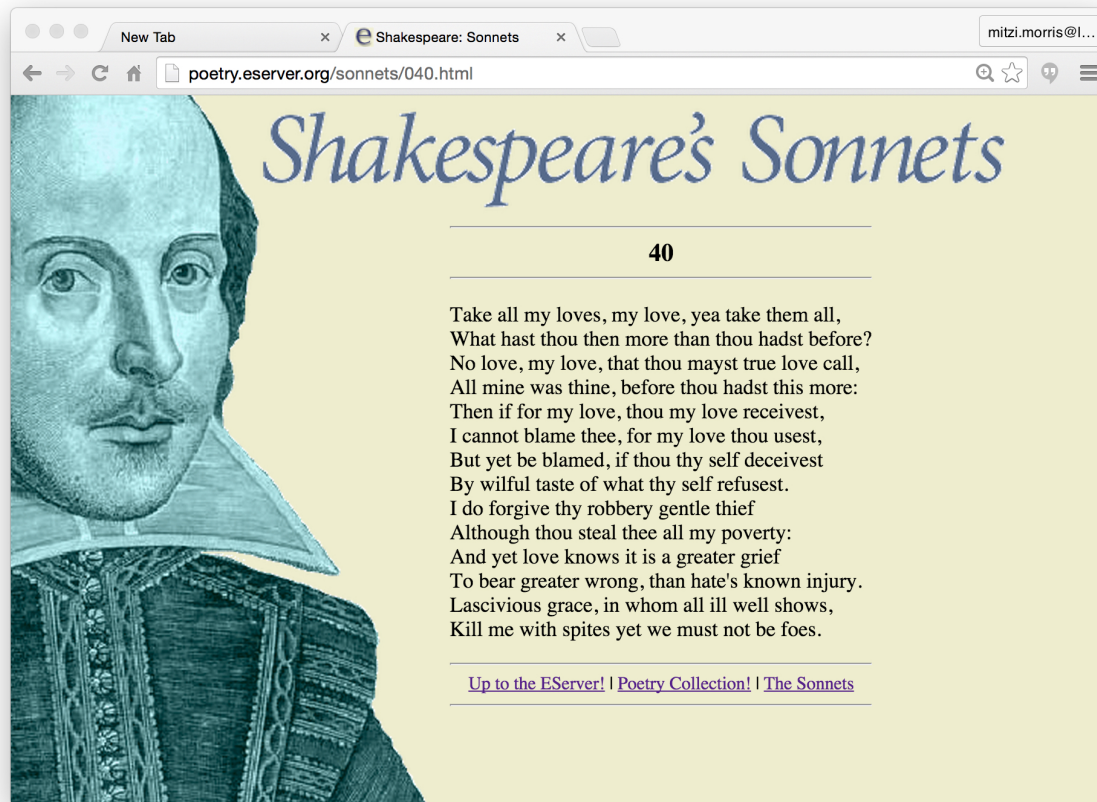 New Tab
Shakespeare: Sonnets
mitzi.morris@l...
poetry.eserver.org/sonnets/040.html
Shakespeare's Sonnets
40
Take all my loves, my love, yea take them all,
What hast thou then more than thou hadst before?
No love, my love, that thou mayst true love call,
All mine was thine, before thou hadst this more:
Then if for my love, thou my love receivest,
I cannot blame thee, for my love thou usest,
But yet be blamed, if thou thy self deceivest
By wilful taste of what thy self refusest.
I do forgive thy robbery gentle thief
Although thou steal thee all my poverty:
And yet love knows it is a greater grief
To bear greater wrong, than hate's known injury.
Lascivious grace, in whom all ill well shows,
Kill me with spites yet we must not be foes.
Up to the EServer! | Poetry Collection! | The Sonnets